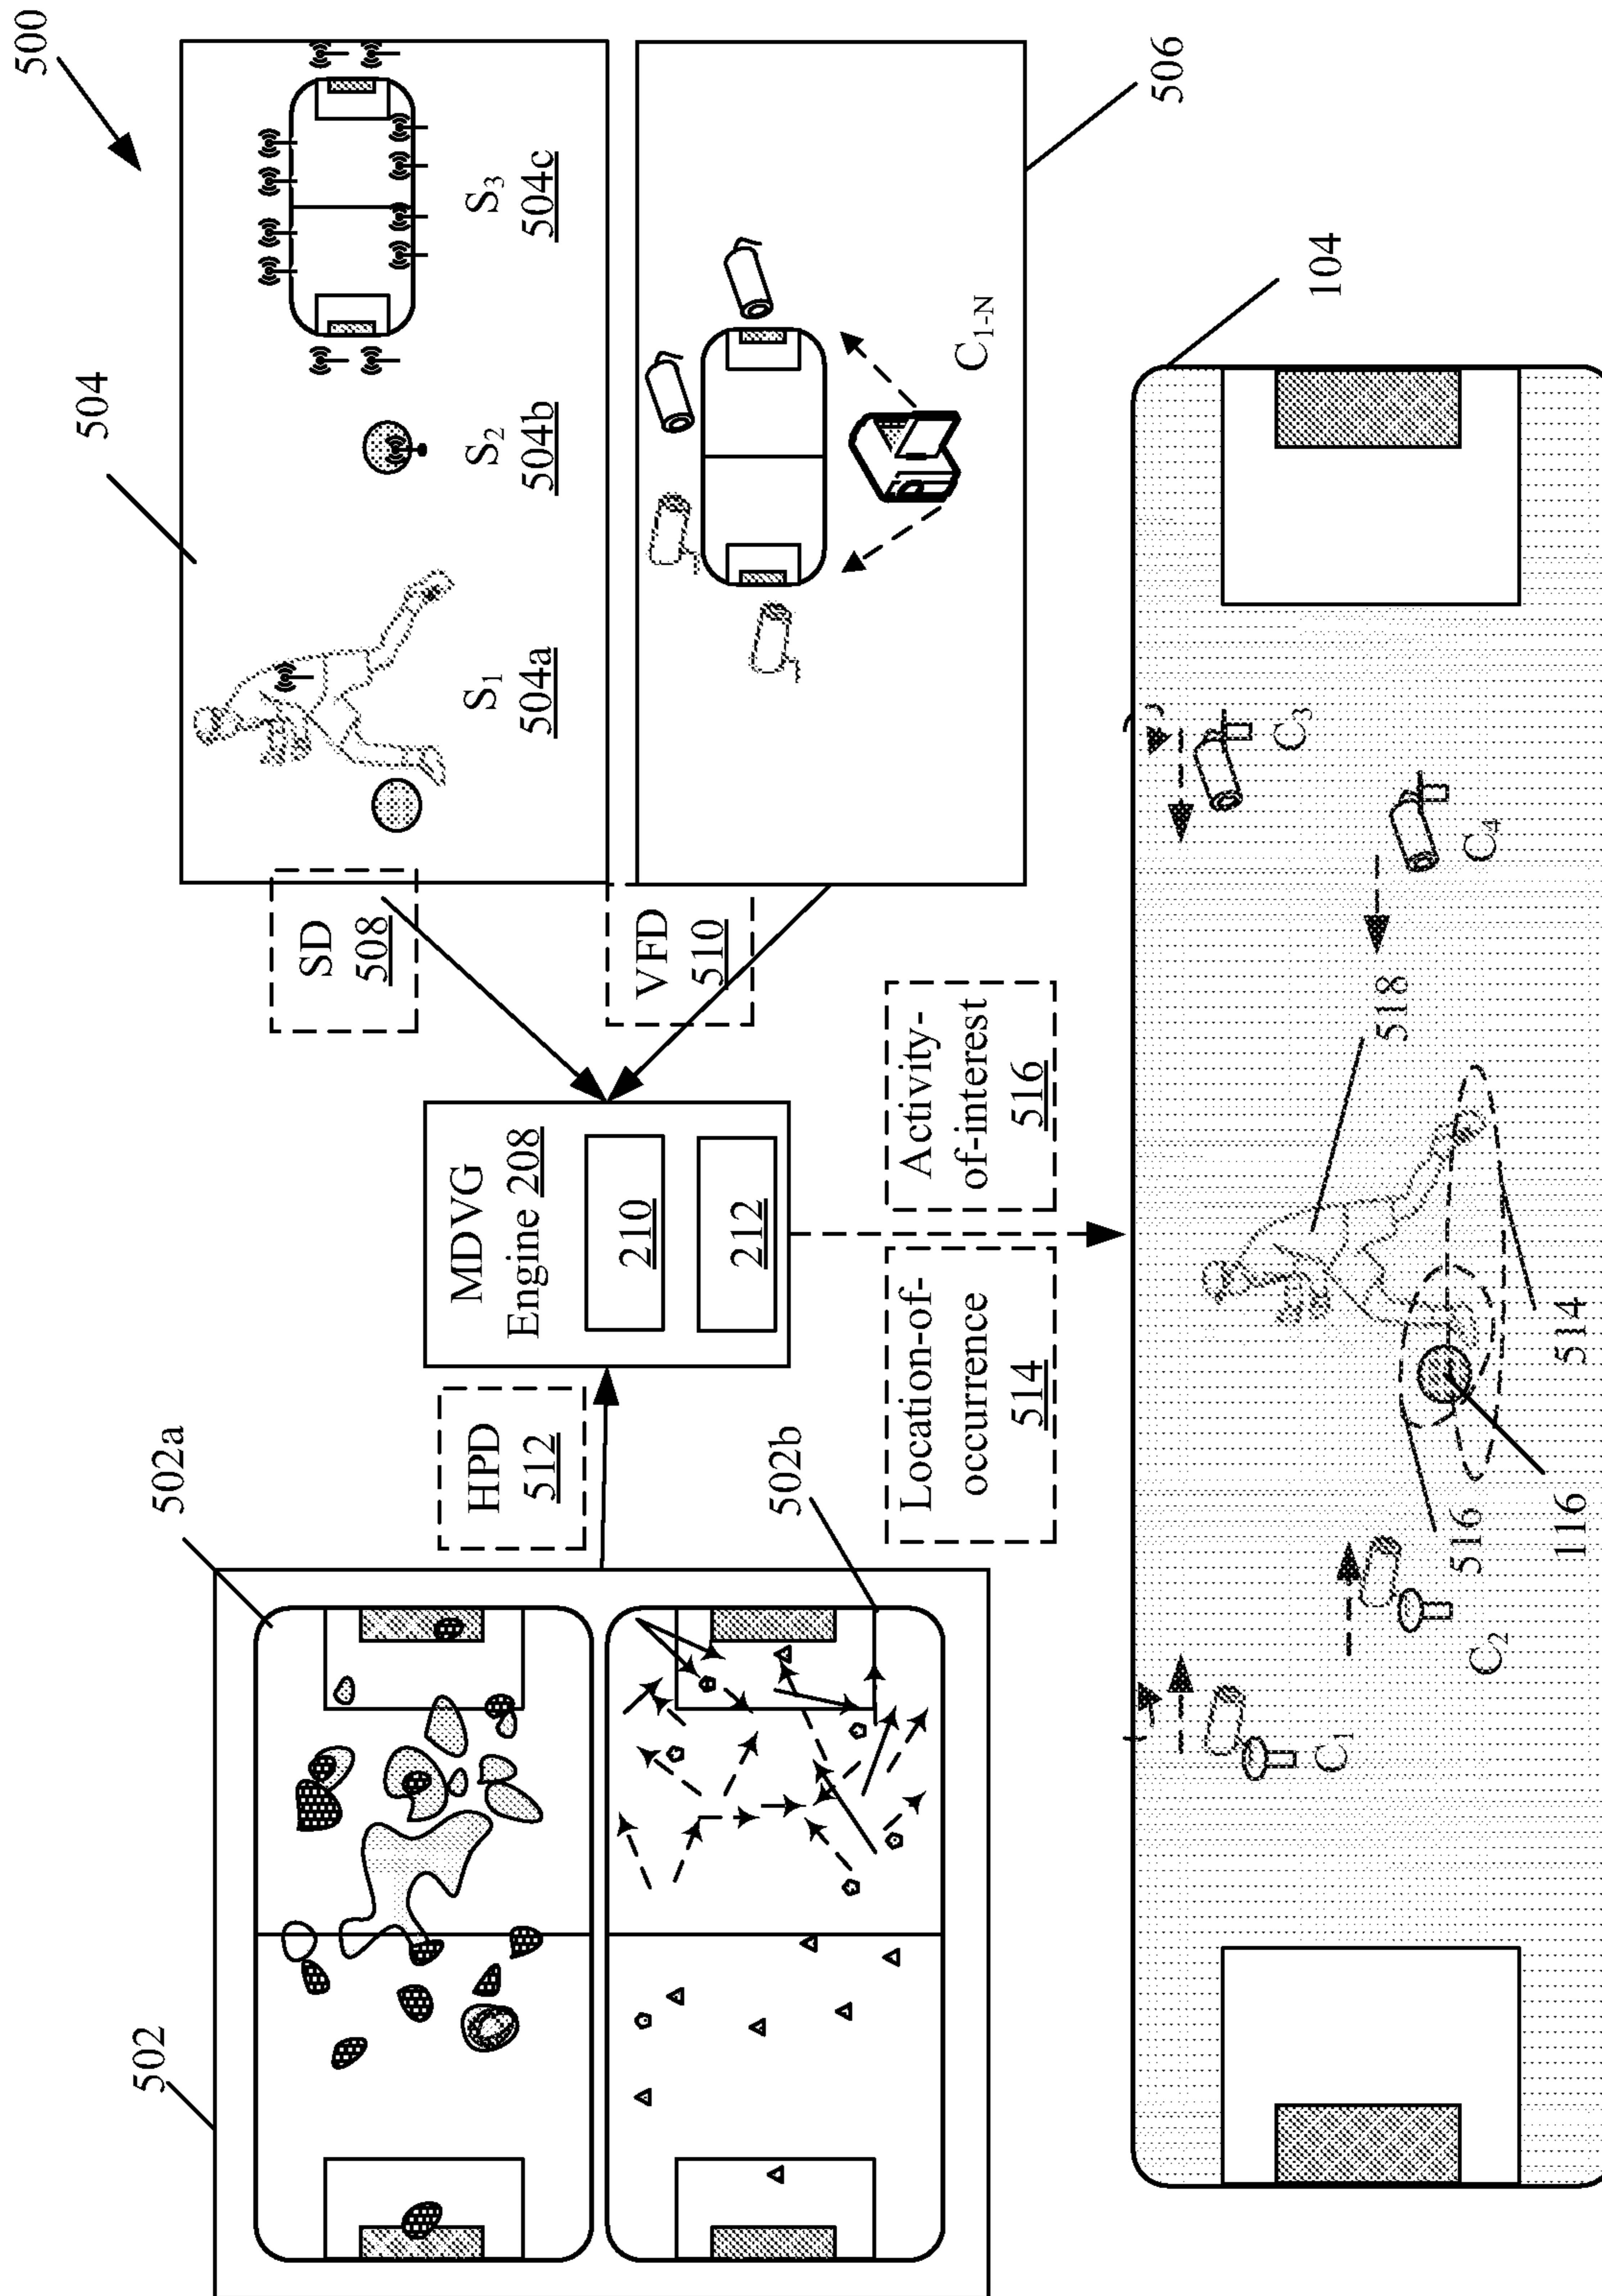 500
502
502a
HPD
512
502b
MDVG
Engine 208
210
212
SD
508
VFD
510
504
S1
504a
S2
504b
S3
504c
C1-N
506
Location-of-
occurrence
514
Activity-
of-interest
516
104
C1
C2
C3
C4
518
516
116
514